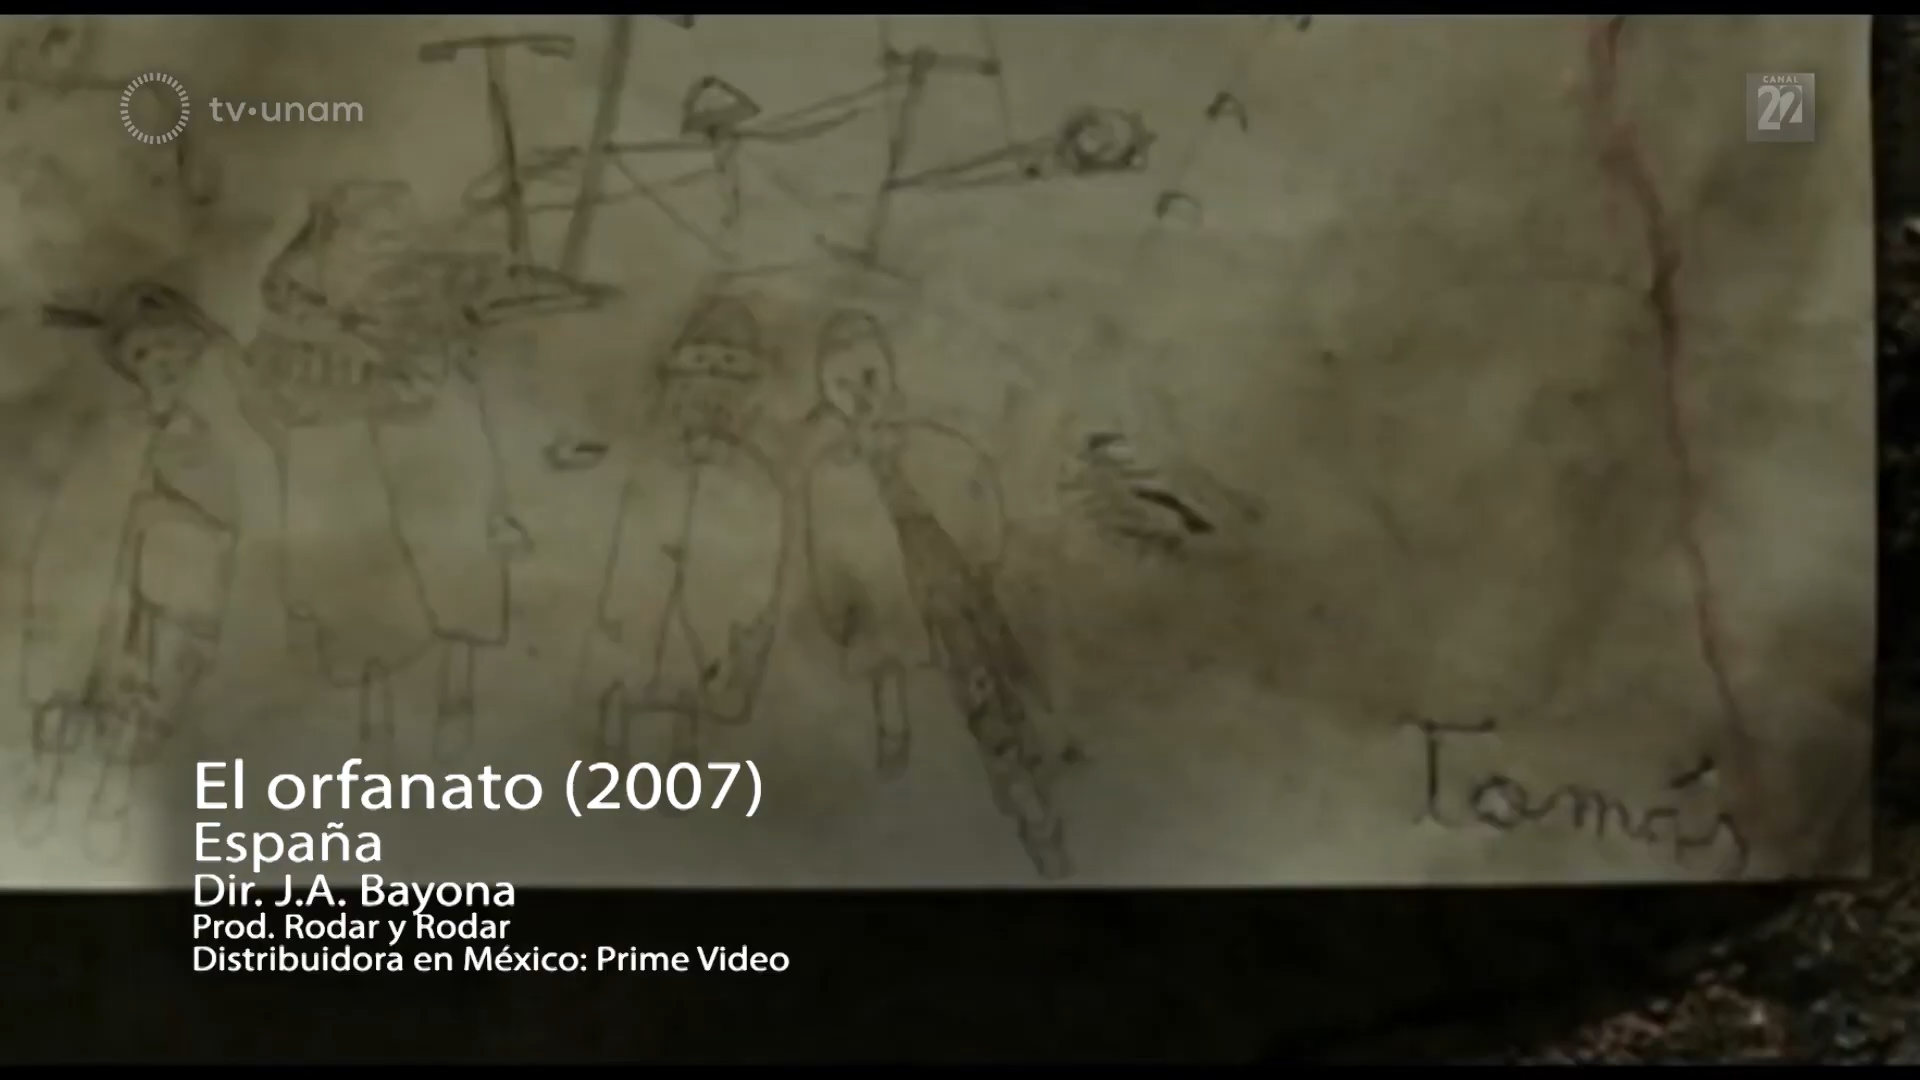 tv·unam
CANAL
22
Tomás
El orfanato (2007)
España
Dir. J.A. Bayona
Prod. Rodar y Rodar
Distribuidora en México: Prime Video